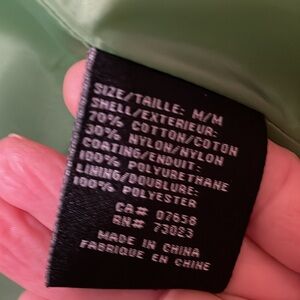 SIZE/TAILLE: M/M
SHELL/EXTERIEUR:
70% COTTON/COTON
30% NYLON/NYLON
COATING/ENDUIT:
100% POLYURETHANE
LINING/DOUBLURE:
100% POLYESTER
CA# 07658
RN# 73023
MADE IN CHINA
FABRIQUE EN CHINE